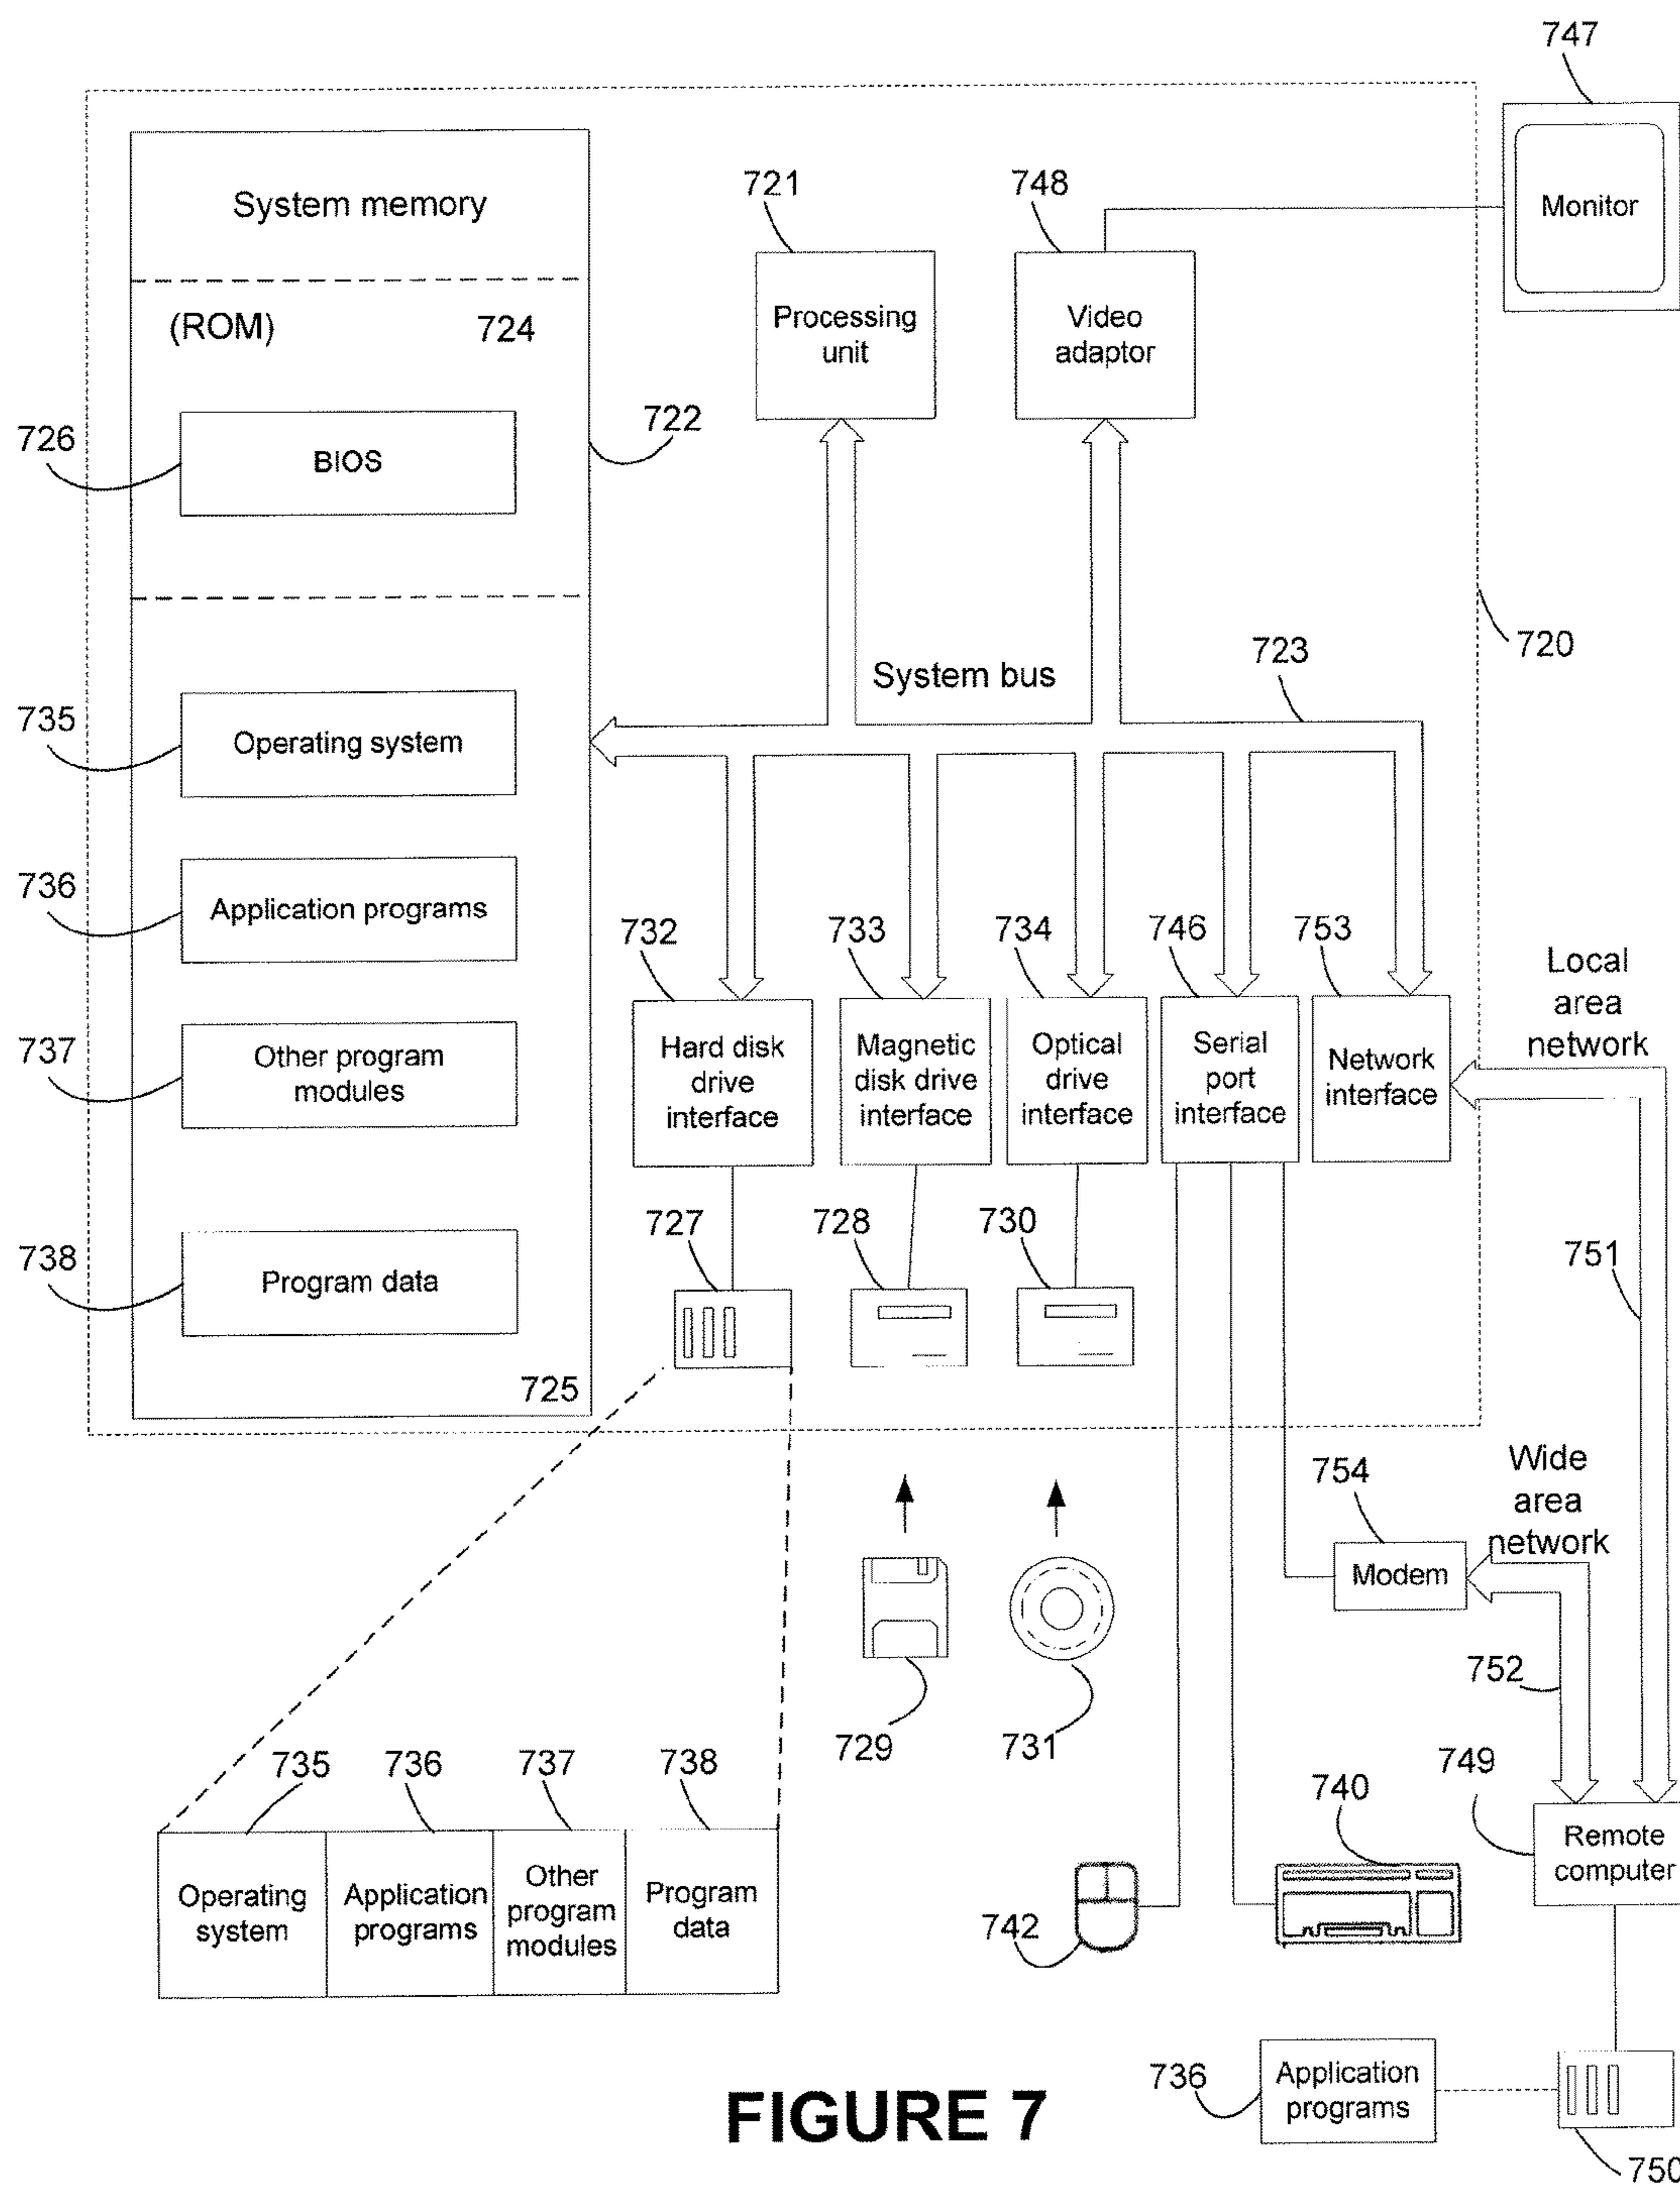 747
Monitor
System memory
721
748
Processing
unit
Video
adaptor
(ROM)
724
722
726
BIOS
System bus
723
720
735
Operating system
736
Application programs
732
733
734
746
753
Local
area
network
737
Other program
modules
Hard disk
drive
interface
Magnetic
disk drive
interface
Optical
drive
interface
Serial
port
interface
Network
interface
727
728
730
751
738
Program data
725
754
Wide
area
network
Modem
752
729
731
735
736
737
738
740
749
Operating
system
Application
programs
Other
program
modules
Program
data
742
Remote
computer
736
Application
programs
750
FIGURE 7